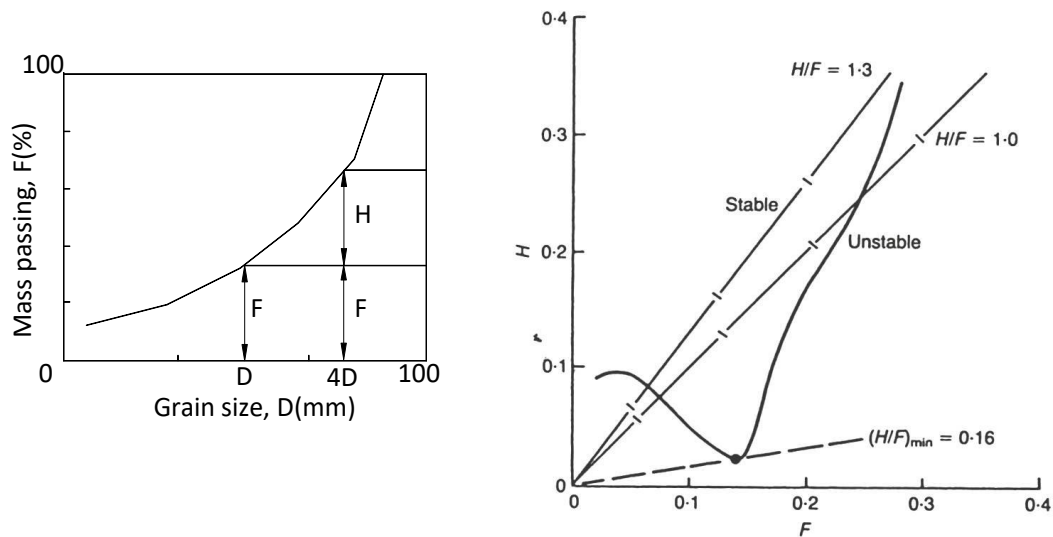 100
Mass passing, F(%)
H
F
F
0
D
4D
100
Grain size, D(mm)
0·4
H/F = 1·3
0·3
H/F = 1·0
Stable
H
0·2
Unstable
r
0·1
(H/F)min = 0·16
0
0
0·1
0·2
0·3
0·4
F